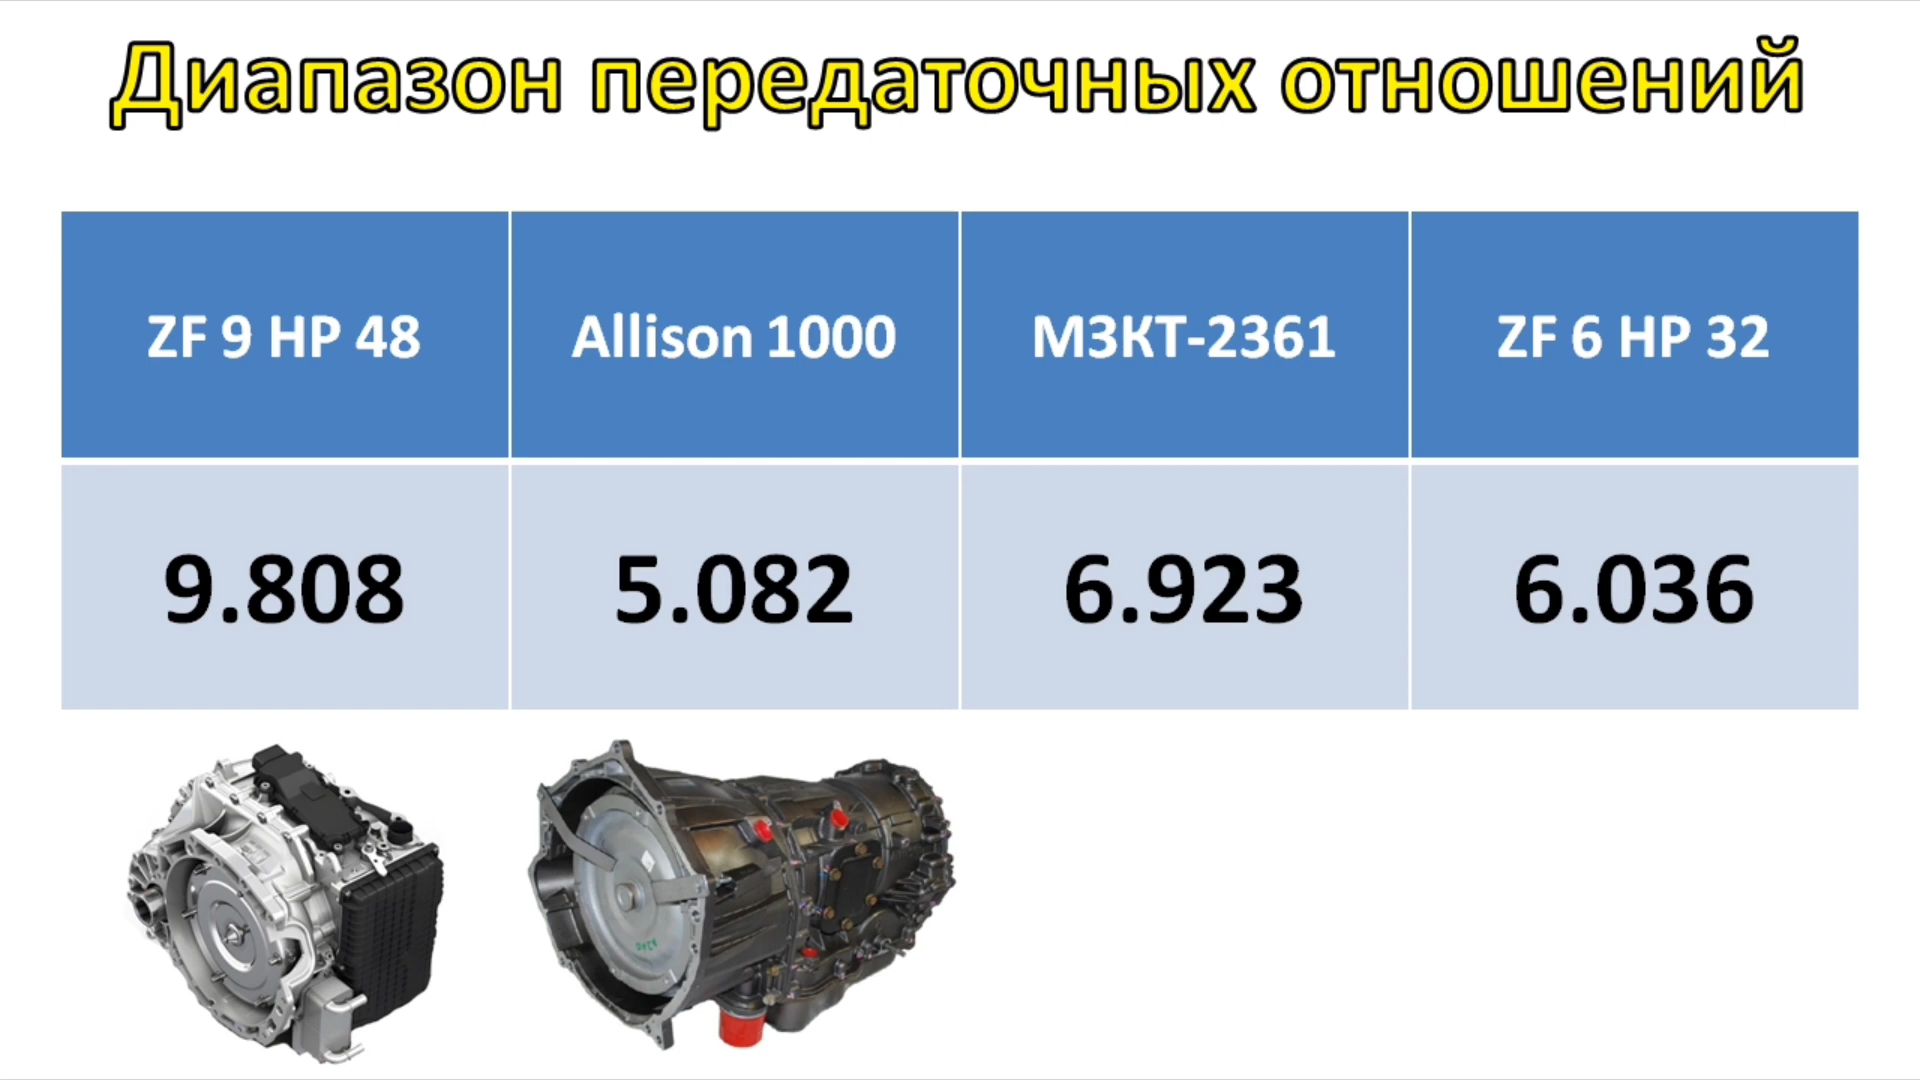 Диапазон передаточных отношений
ZF 9 HP 48
Allison 1000
МЗКТ-2361
ZF 6 HP 32
9.808
5.082
6.923
6.036